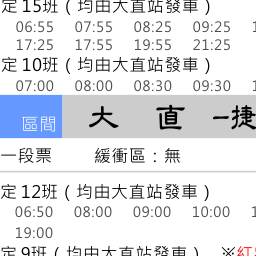 定 15班 ( 均由大直站發車 )
06:55 07:55 08:25 09:25
17:25 17:55 19:55 21:25
定 10班 ( 均由大直站發車 )
07:00 08:00 08:30 09:30
區間 大 直 一捷
一段票 緩衝區：無
定 12班 ( 均由大直站發車 )
06:50 08:00 09:00 10:00
19:00
定 9班 ( 均由大直站發車 ) ※紅